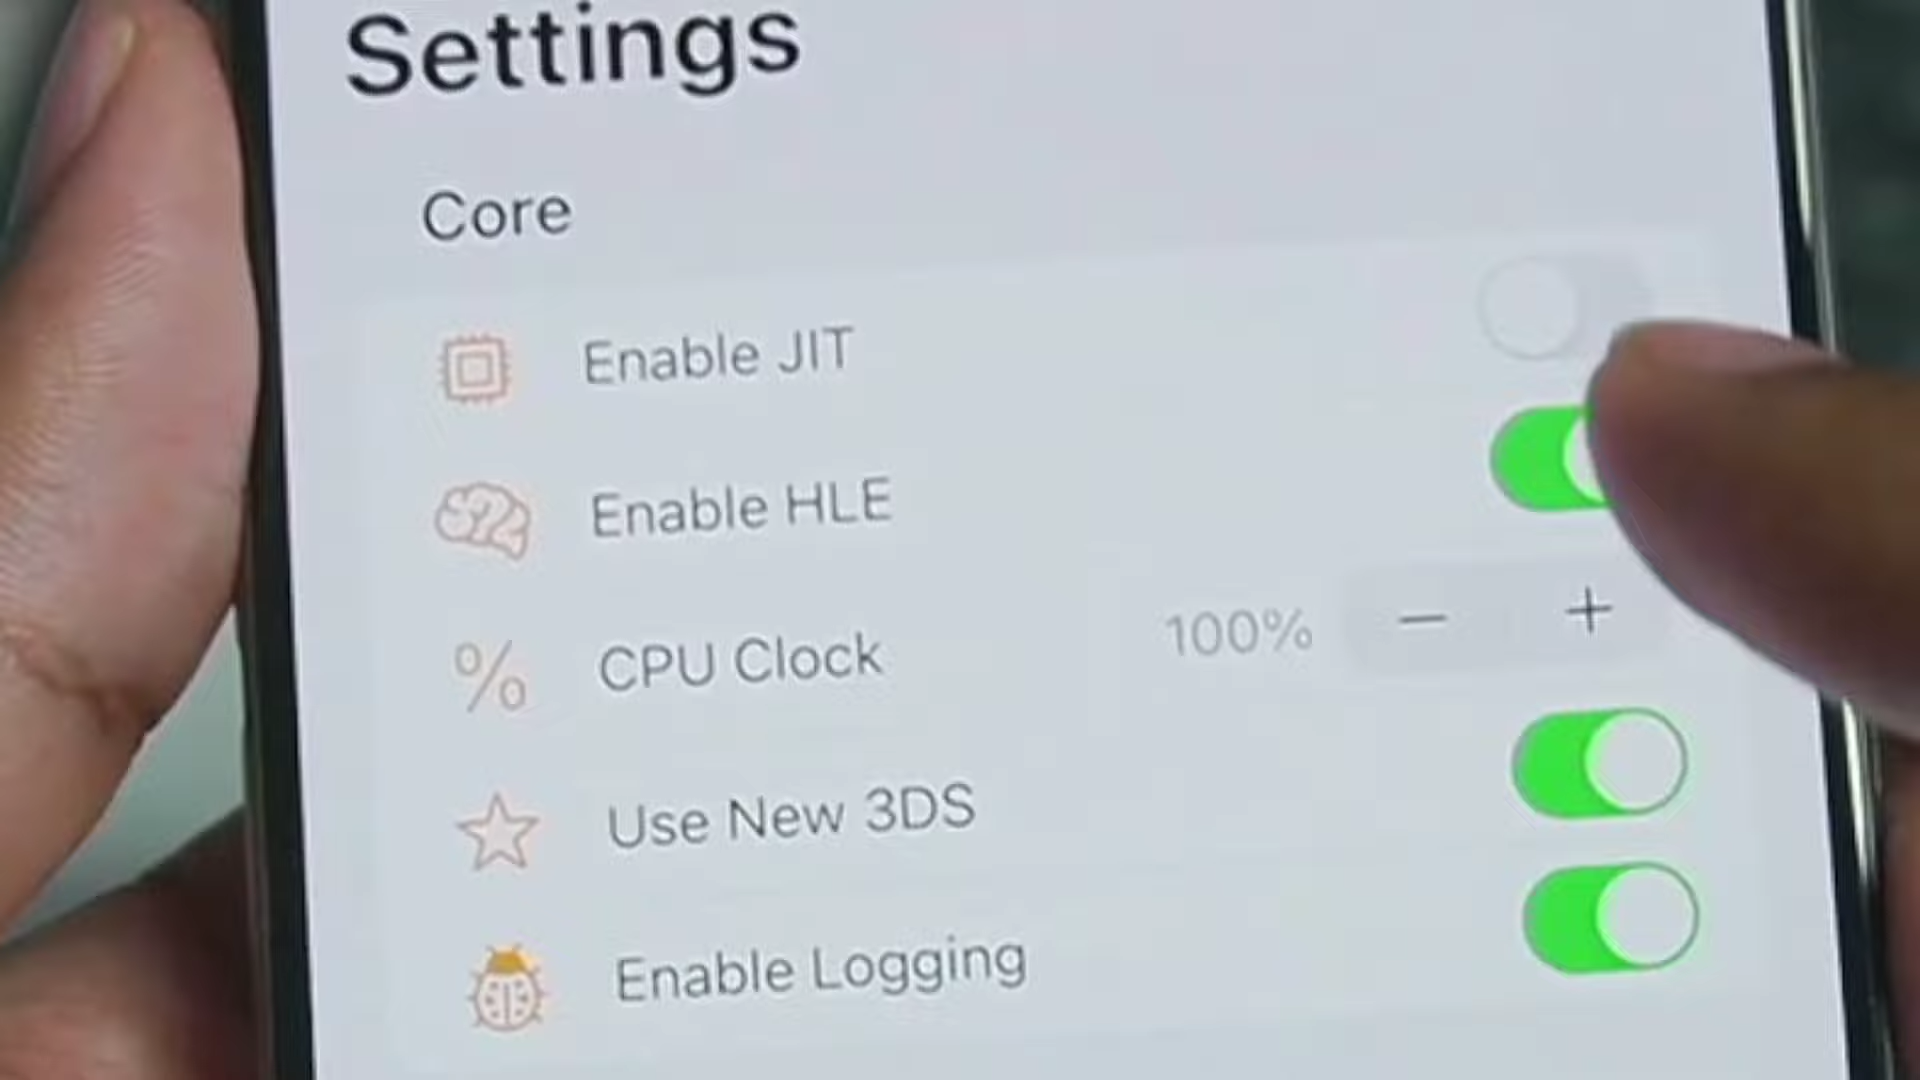 Settings
Core
Enable JIT
Enable HLE
CPU Clock 100% − +
Use New 3DS
Enable Logging